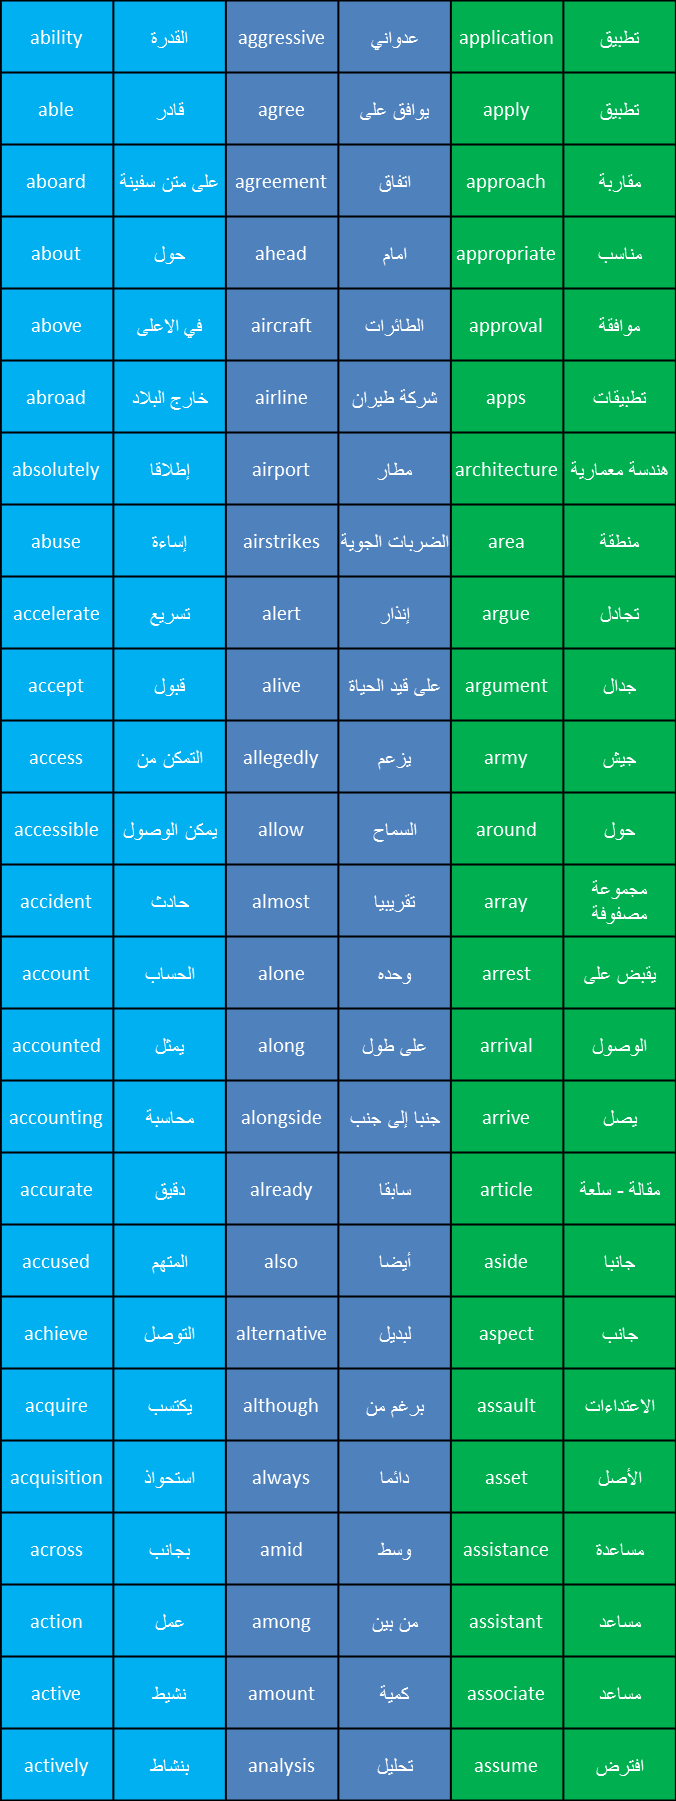 ability القدرة aggressive عدواني application تطبيق
able قادر agree يوافق على apply تطبيق
aboard على متن سفينة agreement اتفاق approach مقاربة
about حول ahead امام appropriate مناسب
above في الاعلى aircraft الطائرات approval موافقة
abroad خارج البلاد airline شركة طيران apps تطبيقات
absolutely إطلاقا airport مطار architecture هندسة معمارية
abuse إساءة airstrikes الضربات الجوية area منطقة
accelerate تسريع alert إنذار argue تجادل
accept قبول alive على قيد الحياة argument جدال
access التمكن من allegedly يزعم army جيش
accessible يمكن الوصول allow السماح around حول
accident حادث almost تقريبيا array مجموعة
مصفوفة
account الحساب alone وحده arrest يقبض على
accounted يمثل along على طول arrival الوصول
accounting محاسبة alongside جنبا إلى جنب arrive يصل
accurate دقيق already سابقا article مقالة - سلعة
accused المتهم also أيضا aside جانبا
achieve التوصل alternative لبديل aspect جانب
acquire يكتسب although برغم من assault الاعتداءات
acquisition استحواذ always دائما asset الأصل
across بجانب amid وسط assistance مساعدة
action عمل among من بين assistant مساعد
active نشيط amount كمية associate مساعد
actively بنشاط analysis تحليل assume افترض